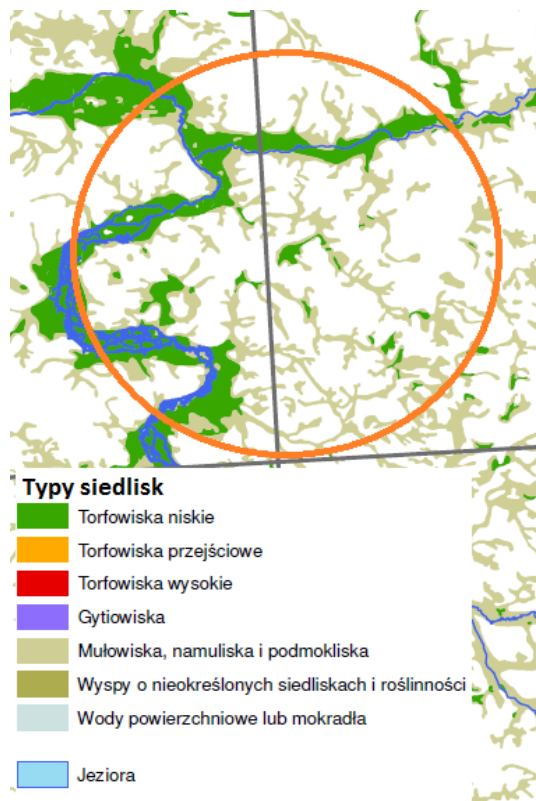 Typy siedlisk
Torfowiska niskie
Torfowiska przejściowe
Torfowiska wysokie
Gytiowiska
Mułowiska, namuliska i podmokliska
Wyspy o nieokreślonych siedliskach i roślinności
Wody powierzchniowe lub mokradła
Jeziora